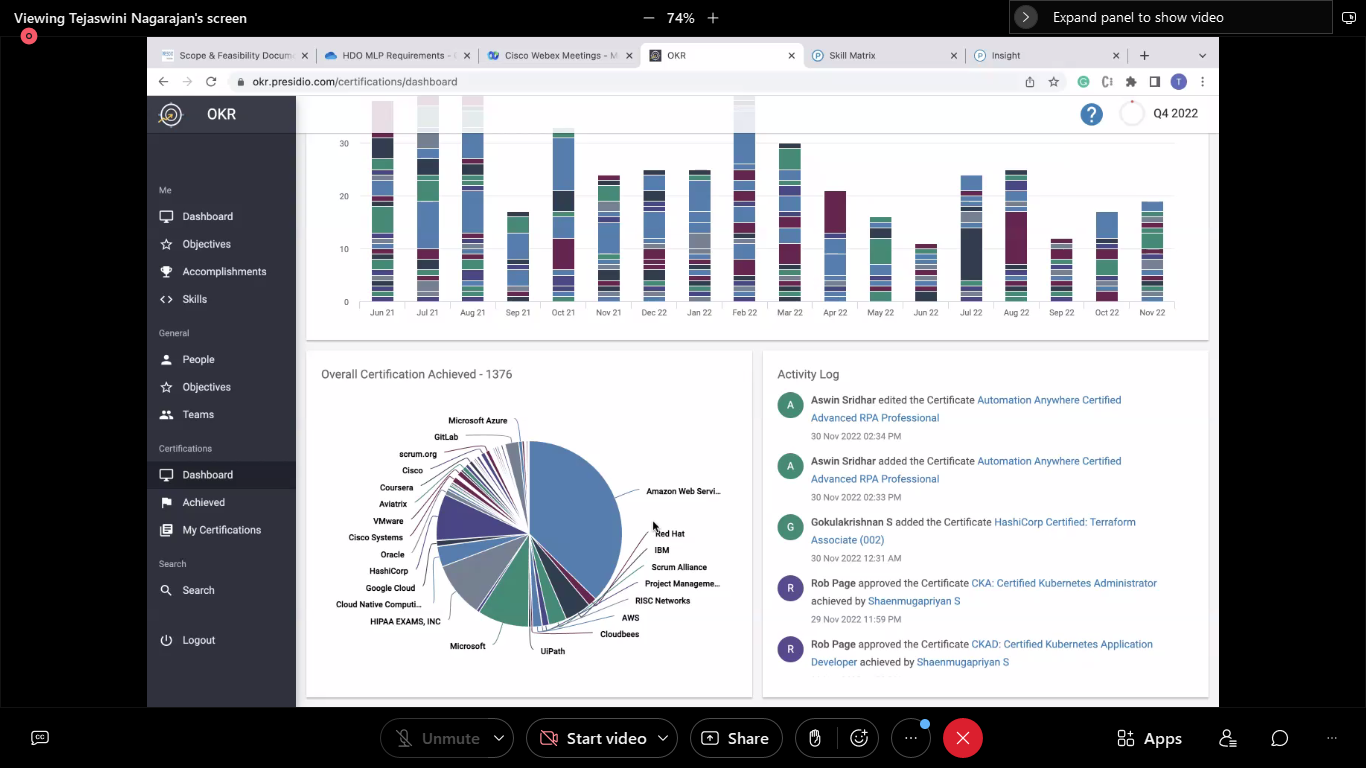 Viewing Tejaswini Nagarajan's screen
74%
Expand panel to show video
Scope & Feasibility Docum
HDO MLP Requirements -
Cisco Webex Meetings -
OKR
Skill Matrix
Insight
okr.presidio.com/certifications/dashboard
T
OKR
?
Q4 2022
Me
Dashboard
Objectives
Accomplishments
Skills
General
People
Objectives
Teams
Certifications
Dashboard
Achieved
My Certifications
Search
Search
Logout
30
20
10
0
Jun 21 Jul 21 Aug 21 Sep 21 Oct 21 Nov 21 Dec 22 Jan 22 Feb 22 Mar 22 Apr 22 May 22 Jun 22 Jul 22 Aug 22 Sep 22 Oct 22 Nov 22
Overall Certification Achieved - 1376
Microsoft Azure
GitLab
scrum.org
Cisco
Coursera
Aviatrix
VMware
Cisco Systems
Oracle
HashiCorp
Google Cloud
Cloud Native Computi...
HIPAA EXAMS, INC
Microsoft
UiPath
Amazon Web Servi...
Red Hat
IBM
Scrum Alliance
Project Manageme...
RISC Networks
AWS
Cloudbees
Activity Log
A
Aswin Sridhar edited the Certificate Automation Anywhere Certified
Advanced RPA Professional
30 Nov 2022 02:34 PM
A
Aswin Sridhar added the Certificate Automation Anywhere Certified
Advanced RPA Professional
30 Nov 2022 02:33 PM
G
Gokulakrishnan S added the Certificate HashiCorp Certified: Terraform
Associate (002)
30 Nov 2022 12:31 AM
R
Rob Page approved the Certificate CKA: Certified Kubernetes Administrator
achieved by Shaenmugapriyan S
29 Nov 2022 11:59 PM
R
Rob Page approved the Certificate CKAD: Certified Kubernetes Application
Developer achieved by Shaenmugapriyan S
CC
Unmute
Start video
Share
Apps